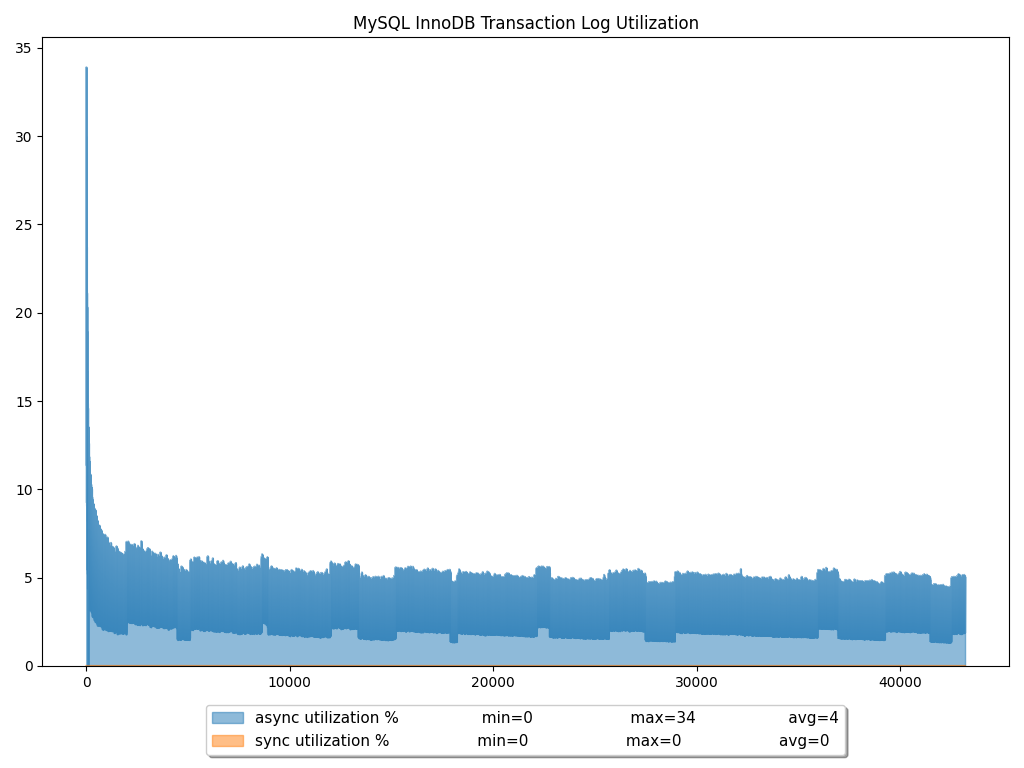 MySQL InnoDB Transaction Log Utilization
35
30
25
20
15
10
5
0
0 10000 20000 30000 40000
async utilization % min=0 max=34 avg=4
sync utilization % min=0 max=0 avg=0